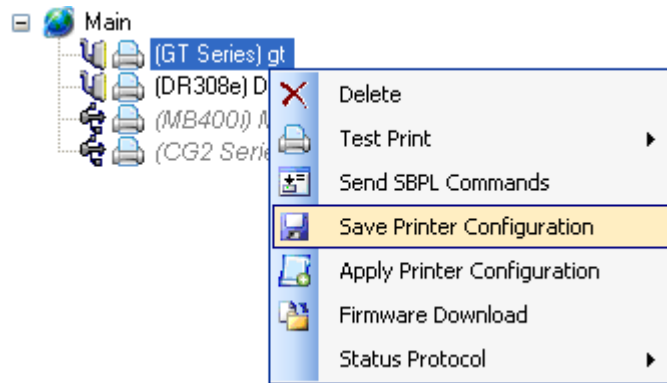 Main
(GT Series) gt
(DR308e) D
(MB400i)
(CG2 Serie
Delete
Test Print
Send SBPL Commands
Save Printer Configuration
Apply Printer Configuration
Firmware Download
Status Protocol